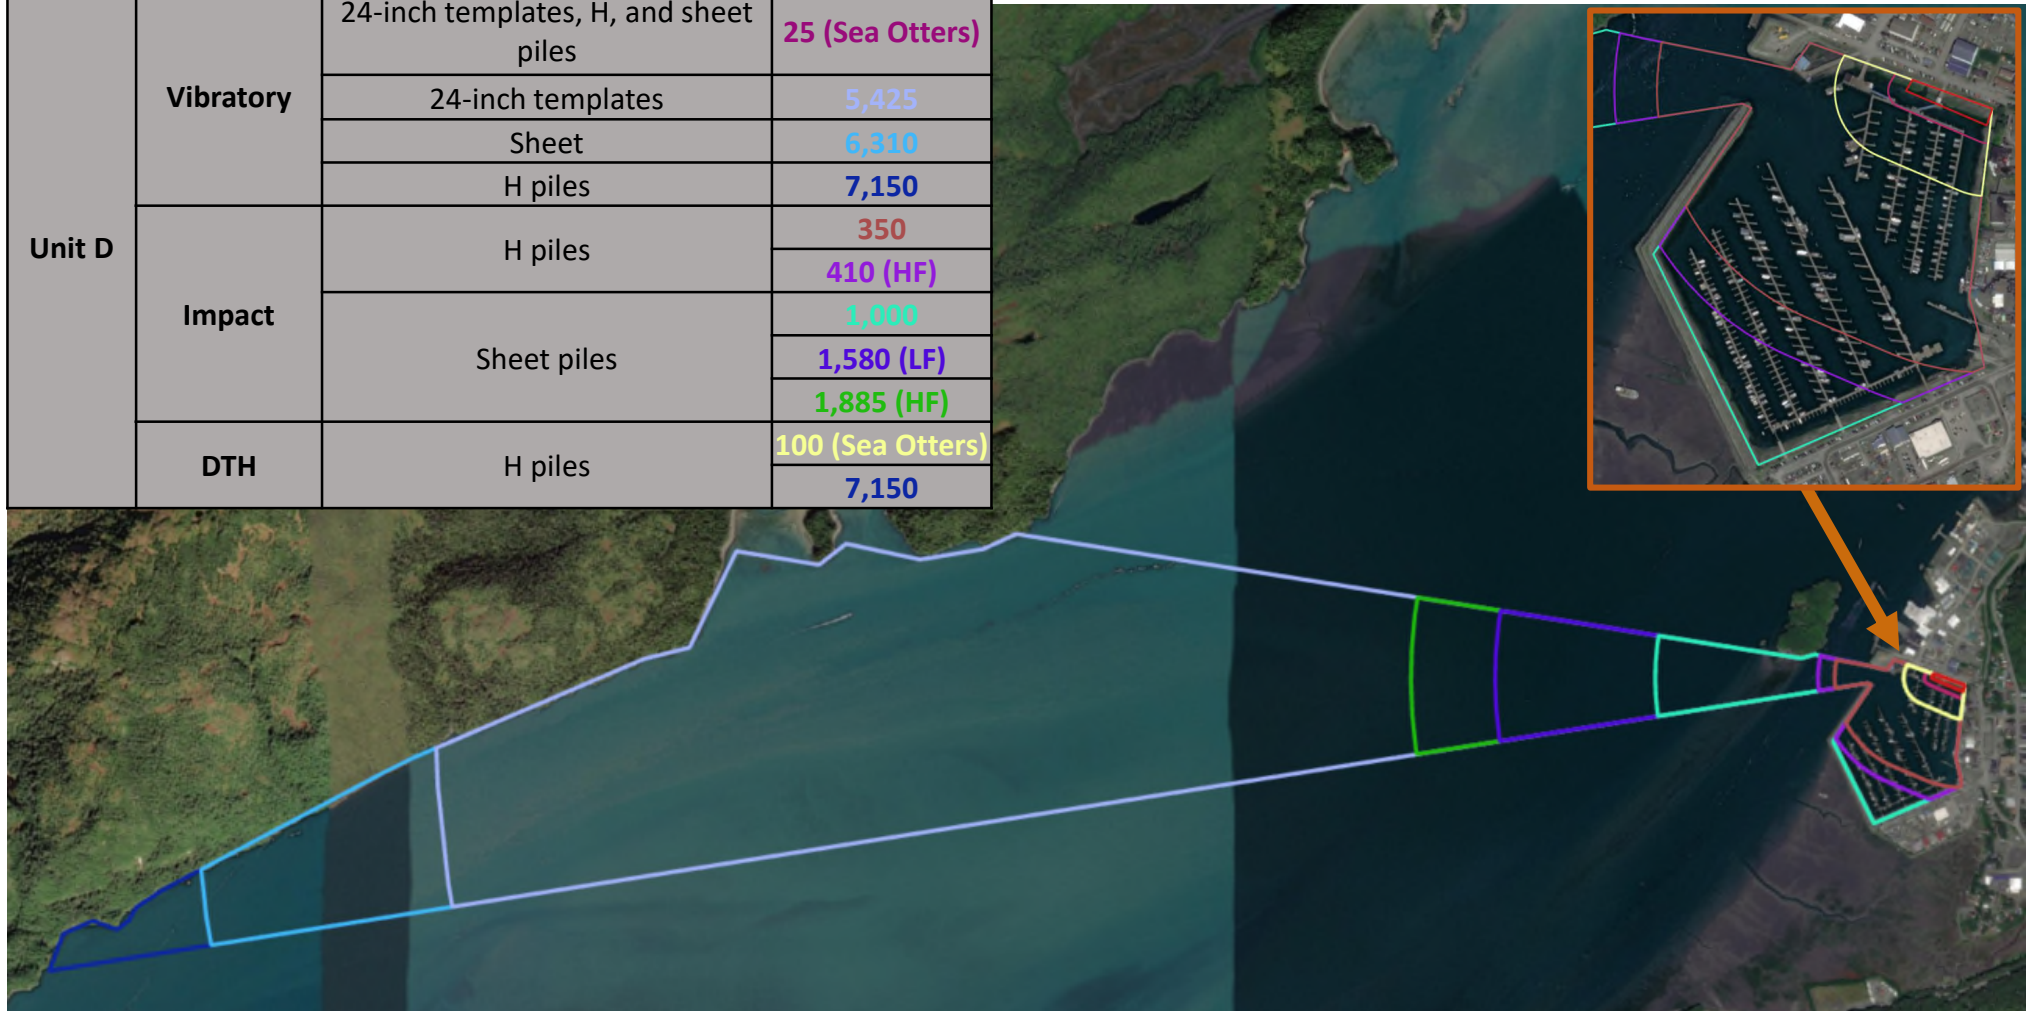 24-inch templates, H, and sheet
piles
25 (Sea Otters)
Vibratory
24-inch templates
5,425
Sheet
6,310
H piles
7,150
Unit D
Impact
H piles
350
410 (HF)
Sheet piles
1,000
1,580 (LF)
1,885 (HF)
DTH
H piles
100 (Sea Otters)
7,150